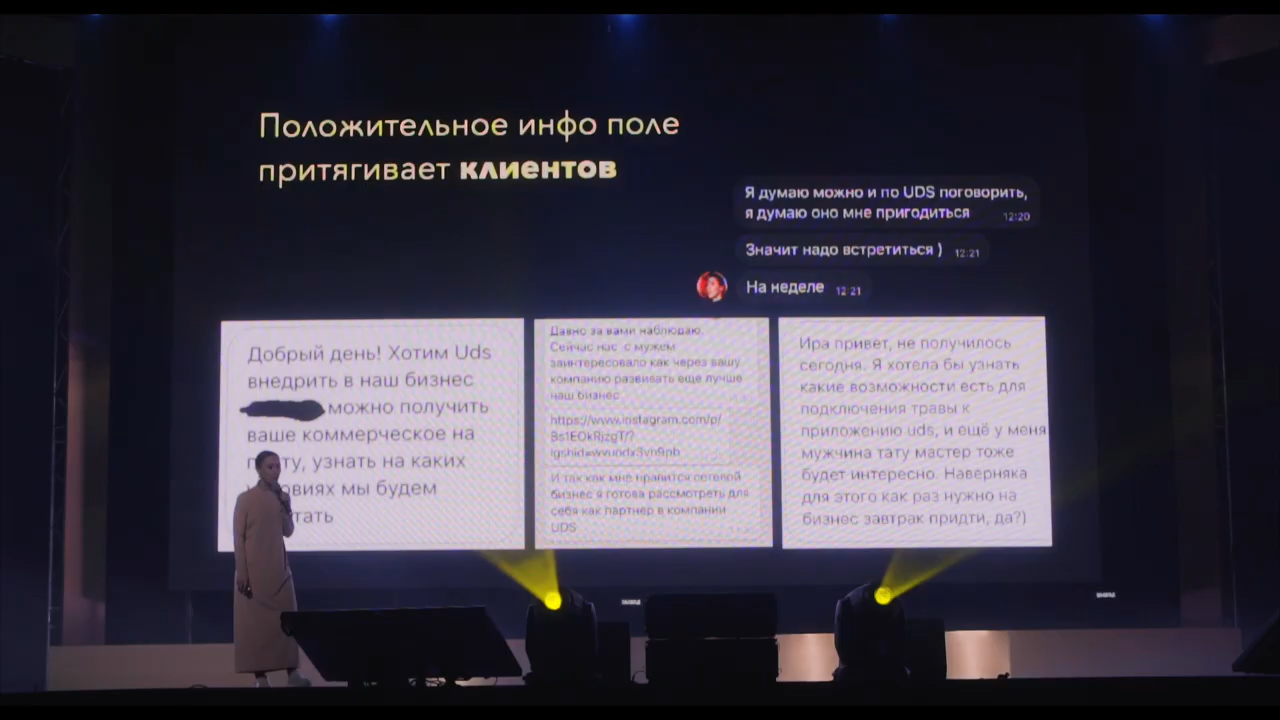 Положительное инфо поле
притягивает клиентов
Я думаю можно и по UDS поговорить,
я думаю оно мне пригодиться 12:20
Значит надо встретиться ) 12:21
На неделе 12:21
Добрый день! Хотим Uds
внедрить в наш бизнес
можно получить
ваше коммерческое на
узнать на каких
мы будем
Давно за вами наблюдаю.
Сейчас нас с мужем
заинтересовало как через вашу
компанию развивать еще лучше
наш бизнес
https://www.instagram.com/p/
И так как мне нравится сетевой
бизнес я готова рассмотреть для
себя как партнер в компании
UDS
Ира привет, не получилось
сегодня. Я хотела бы узнать
какие возможности есть для
подключения травы к
приложению uds, и ещё у меня
мужчина тату мастер тоже
будет интересно. Наверняка
для этого как раз нужно на
бизнес завтрак придти, да?)